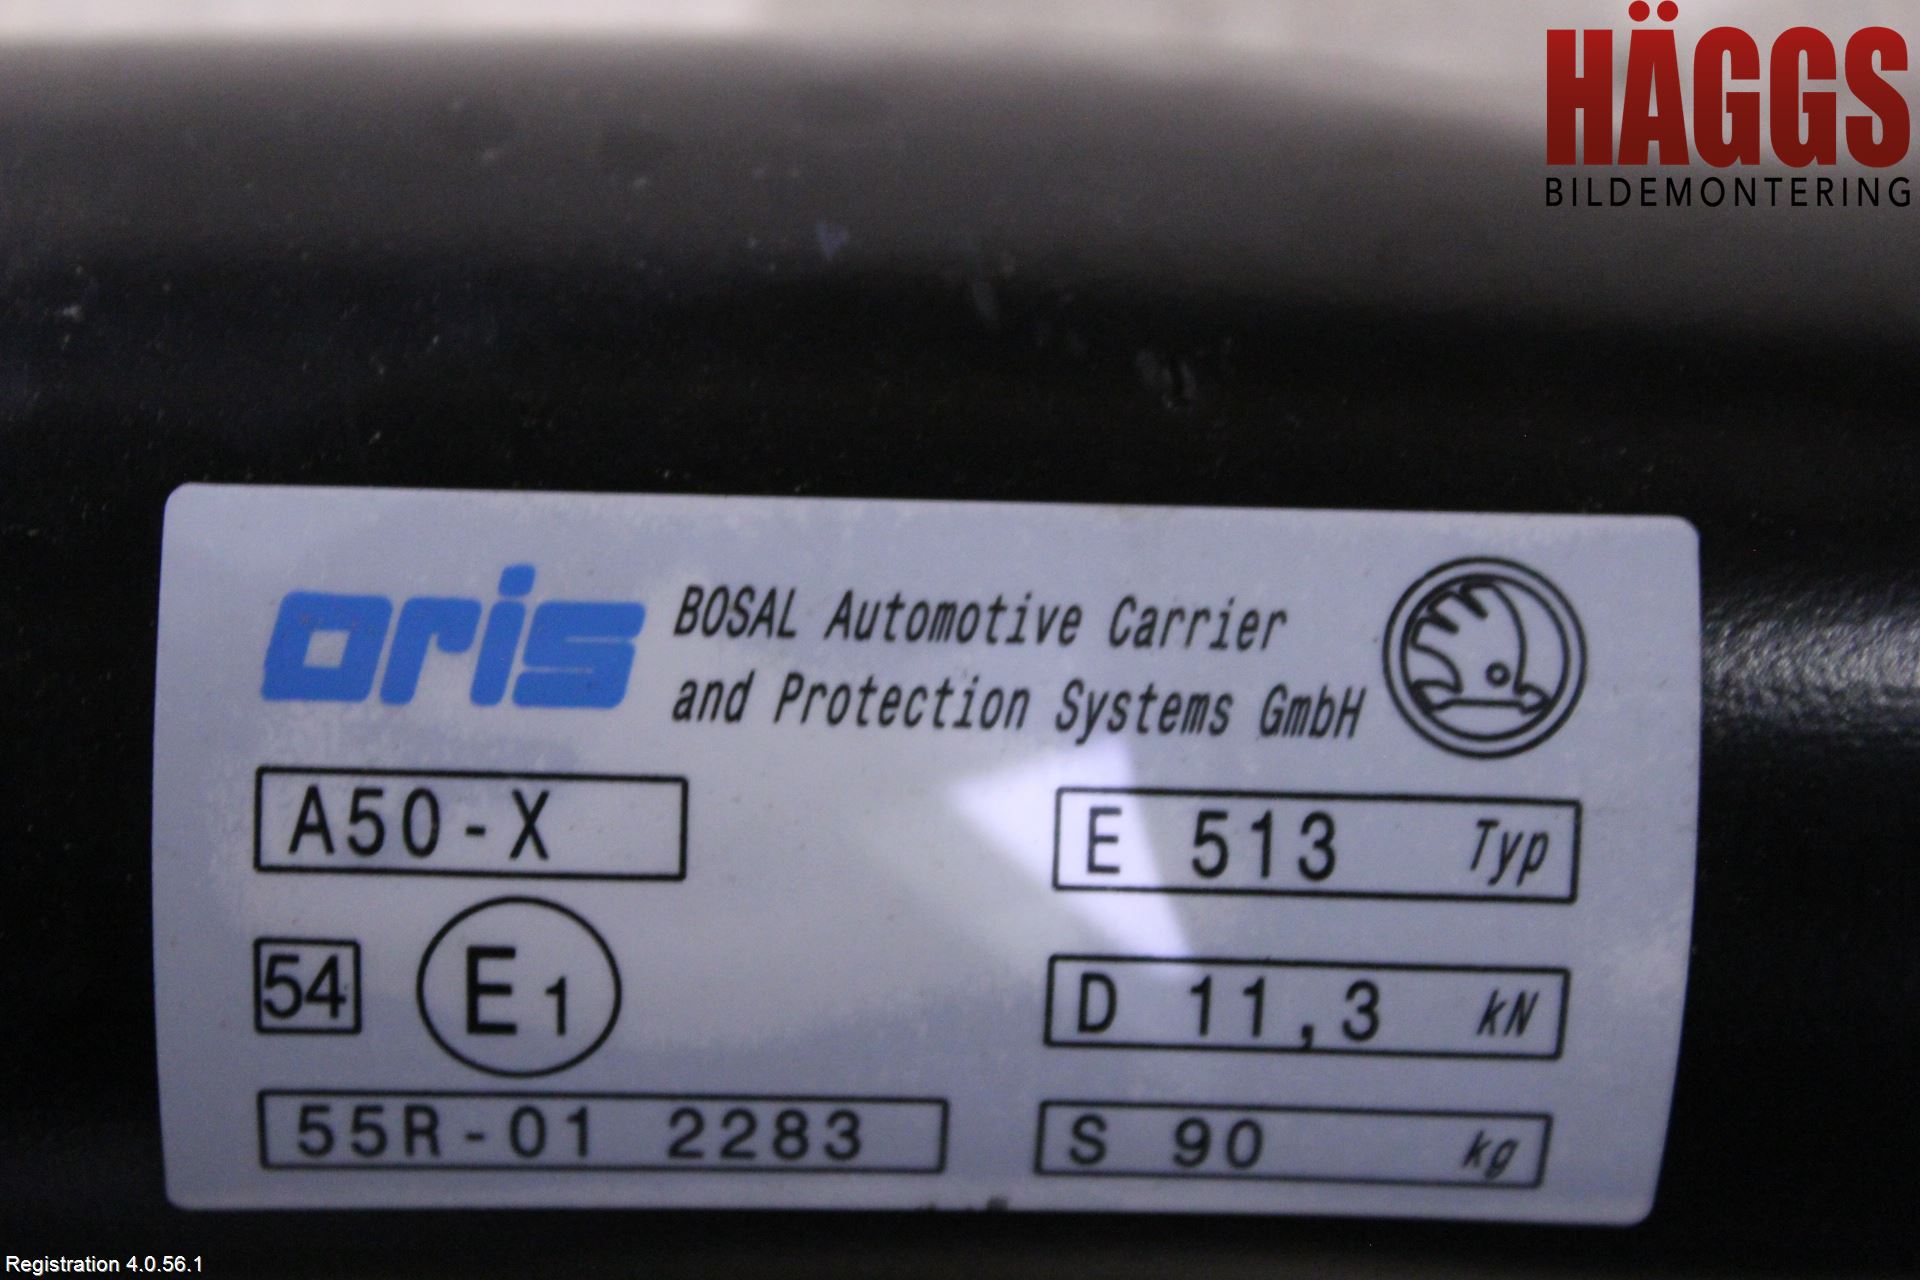 HÄGGS
BILDEMONTERING
oris
BOSAL Automotive Carrier
and Protection Systems GmbH
A50-X
E 513 Typ
54 E1
D 11,3 kN
55R-01 2283
S 90 kg
Registration 4.0.56.1